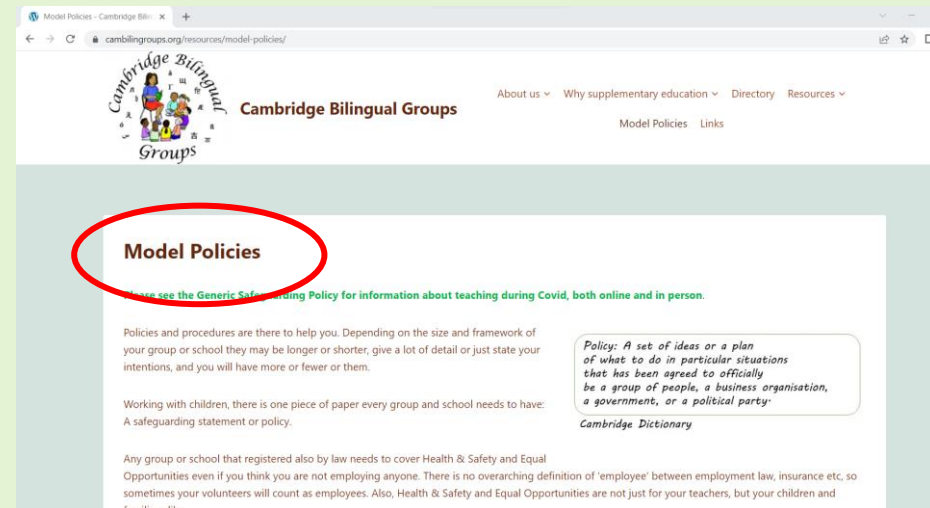 Model Policies - Cambridge Bilin
cambilingroups.org/resources/model-policies/
Cambridge Bilingual
Groups
Cambridge Bilingual Groups
About us Why supplementary education Directory Resources
Model Policies Links
Model Policies
Please see the Generic Safeguarding Policy for information about teaching during Covid, both online and in person.
Policies and procedures are there to help you. Depending on the size and framework of
your group or school they may be longer or shorter, give a lot of detail or just state your
intentions, and you will have more or fewer or them.
Policy: A set of ideas or a plan
of what to do in particular situations
that has been agreed to officially
be a group of people, a business organisation,
a government, or a political party.
Cambridge Dictionary
Working with children, there is one piece of paper every group and school needs to have:
A safeguarding statement or policy.
Any group or school that registered also by law needs to cover Health & Safety and Equal
Opportunities even if you think you are not employing anyone. There is no overarching definition of 'employee' between employment law, insurance etc, so
sometimes your volunteers will count as employees. Also, Health & Safety and Equal Opportunities are not just for your teachers, but your children and